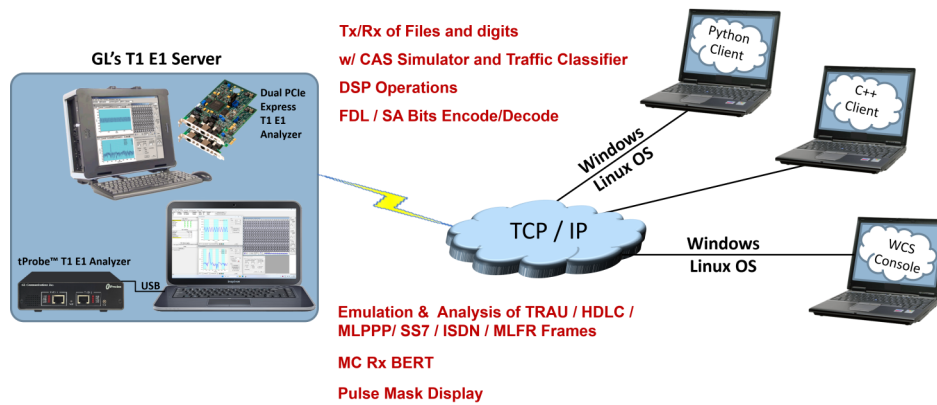 GL's T1 E1 Server
Dual PCIe
Express
T1 E1
Analyzer
tProbe™ T1 E1 Analyzer
USB
Tx/Rx of Files and digits
w/ CAS Simulator and Traffic Classifier
DSP Operations
FDL / SA Bits Encode/Decode
TCP / IP
Windows
Linux OS
Python
Client
C++
Client
Windows
Linux OS
WCS
Console
Emulation & Analysis of TRAU / HDLC /
MLPPP/ SS7 / ISDN / MLFR Frames
MC Rx BERT
Pulse Mask Display